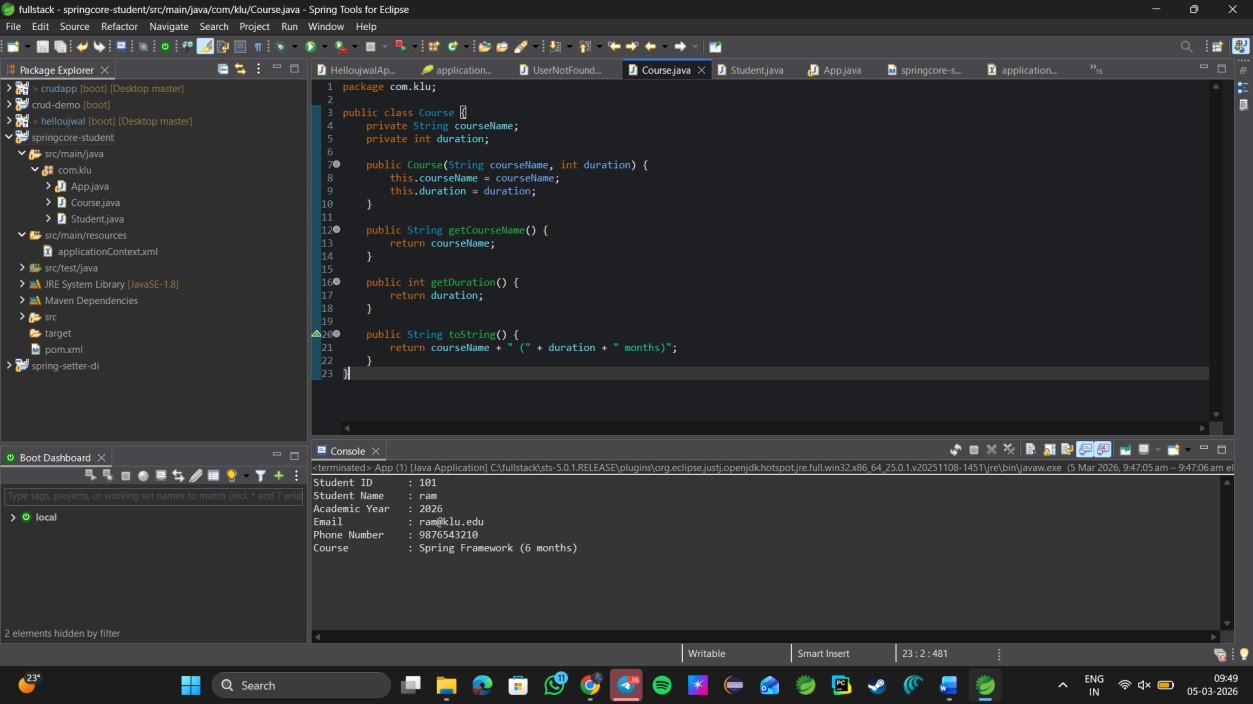 fullstack - springcore-student/src/main/java/com/klu/Course.java - Spring Tools for Eclipse
File Edit Source Refactor Navigate Search Project Run Window Help
Package Explorer
> crudapp [boot] [Desktop master]
crud-demo [boot]
> helloujwal [boot] [Desktop master]
springcore-student
src/main/java
com.klu
App.java
Course.java
Student.java
src/main/resources
applicationContext.xml
src/test/java
JRE System Library [JavaSE-1.8]
Maven Dependencies
src
target
pom.xml
spring-setter-di
HelloujwalAp... application... UserNotFound... Course.java Student.java App.java springcore-s... application... »15
1 package com.klu;
2
3 public class Course {
4 private String courseName;
5 private int duration;
6
7 public Course(String courseName, int duration) {
8 this.courseName = courseName;
9 this.duration = duration;
10 }
11
12 public String getCourseName() {
13 return courseName;
14 }
15
16 public int getDuration() {
17 return duration;
18 }
19
20 public String toString() {
21 return courseName + " (" + duration + " months)";
22 }
23 }
Boot Dashboard
Type tags, projects, or working set names to match (incl. * and ? wild
local
2 elements hidden by filter
Console
<terminated> App (1) [Java Application] C:\fullstack\sts-5.0.1.RELEASE\plugins\org.eclipse.justj.openjdk.hotspot.jre.full.win32.x86_64_25.0.1.v20251108-1451\jre\bin\javaw.exe (5 Mar 2026, 9:47:05 am – 9:47:06 am el
Student ID : 101
Student Name : ram
Academic Year : 2026
Email : ram@klu.edu
Phone Number : 9876543210
Course : Spring Framework (6 months)
Writable Smart Insert 23 : 2 : 481
23°
Search
11
86
PC
ENG
IN
09:49
05-03-2026